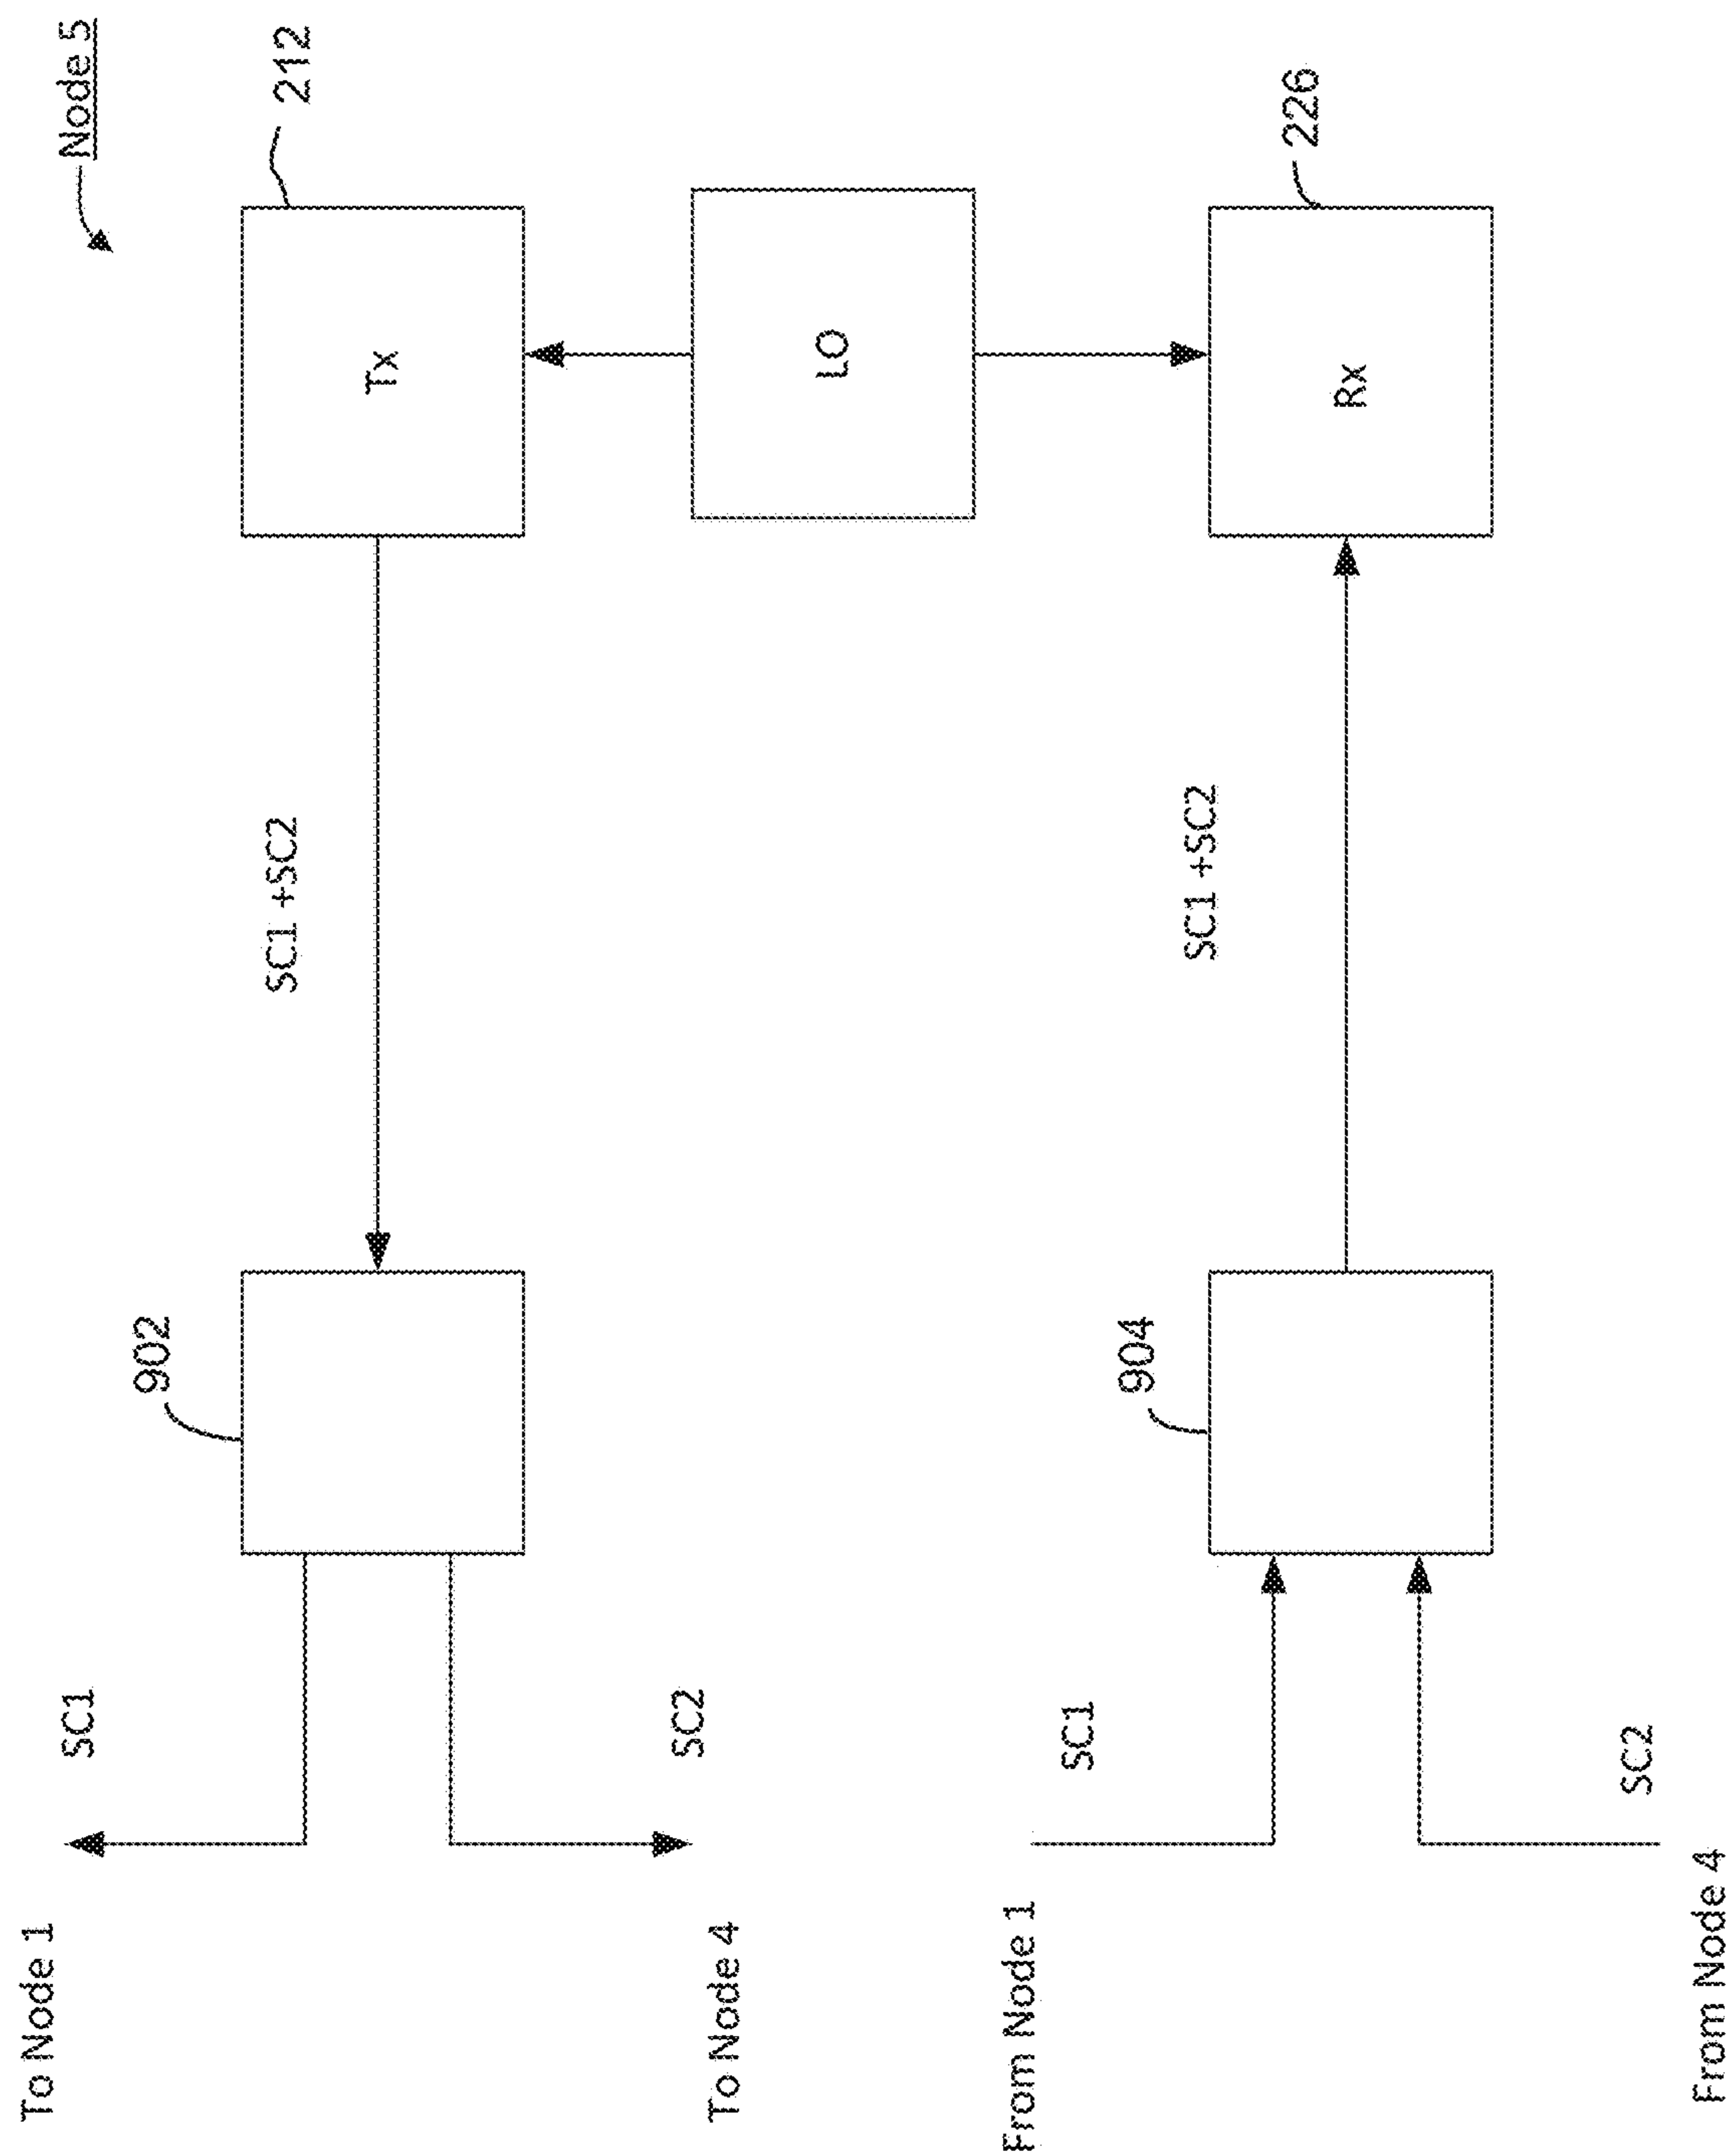 To Node 1
SC1
Node 5
902
SC1 +SC2
212
Tx
SC2
To Node 4
LO
From Node 1
SC1
904
SC1 +SC2
226
Rx
SC2
From Node 4